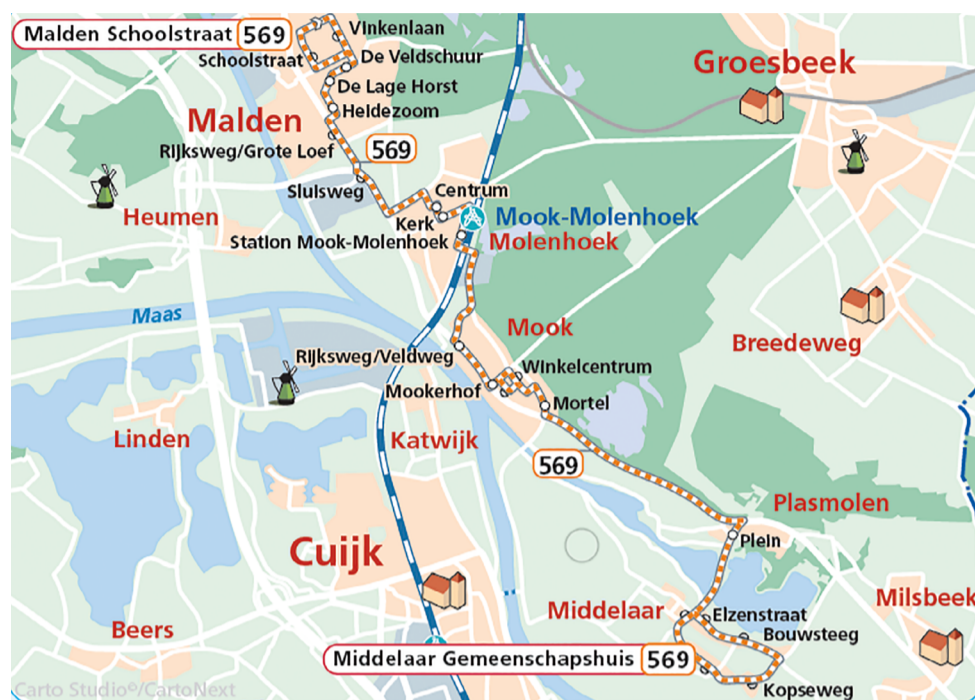 Malden Schoolstraat 569
Vinkenlaan
Schoolstraat
De Veldschuur
De Lage Horst
Heldezoom
Malden
Rijksweg/Grote Loef
569
Groesbeek
Sluisweg
Centrum
Heumen
Kerk
Mook-Molenhoek
Station Mook-Molenhoek
Molenhoek
Maas
Mook
Breedeweg
Rijksweg/Veldweg
Winkelcentrum
Mookerhof
Mortel
Linden
Katwijk
569
Plasmolen
Plein
Cuijk
Middelaar
Elzenstraat
Milsbeek
Beers
Bouwsteeg
Middelaar Gemeenschapshuis 569
Kopseweg
Carto Studio©/CartoNext